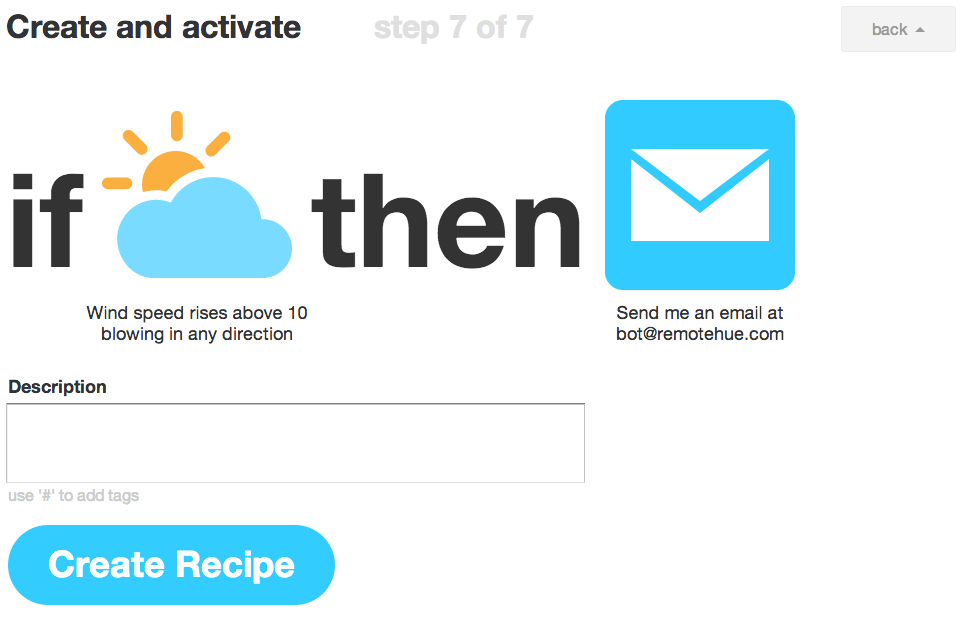 Create and activate step 7 of 7
back
if then
Wind speed rises above 10
blowing in any direction
Send me an email at
bot@remotehue.com
Description
use '#' to add tags
Create Recipe